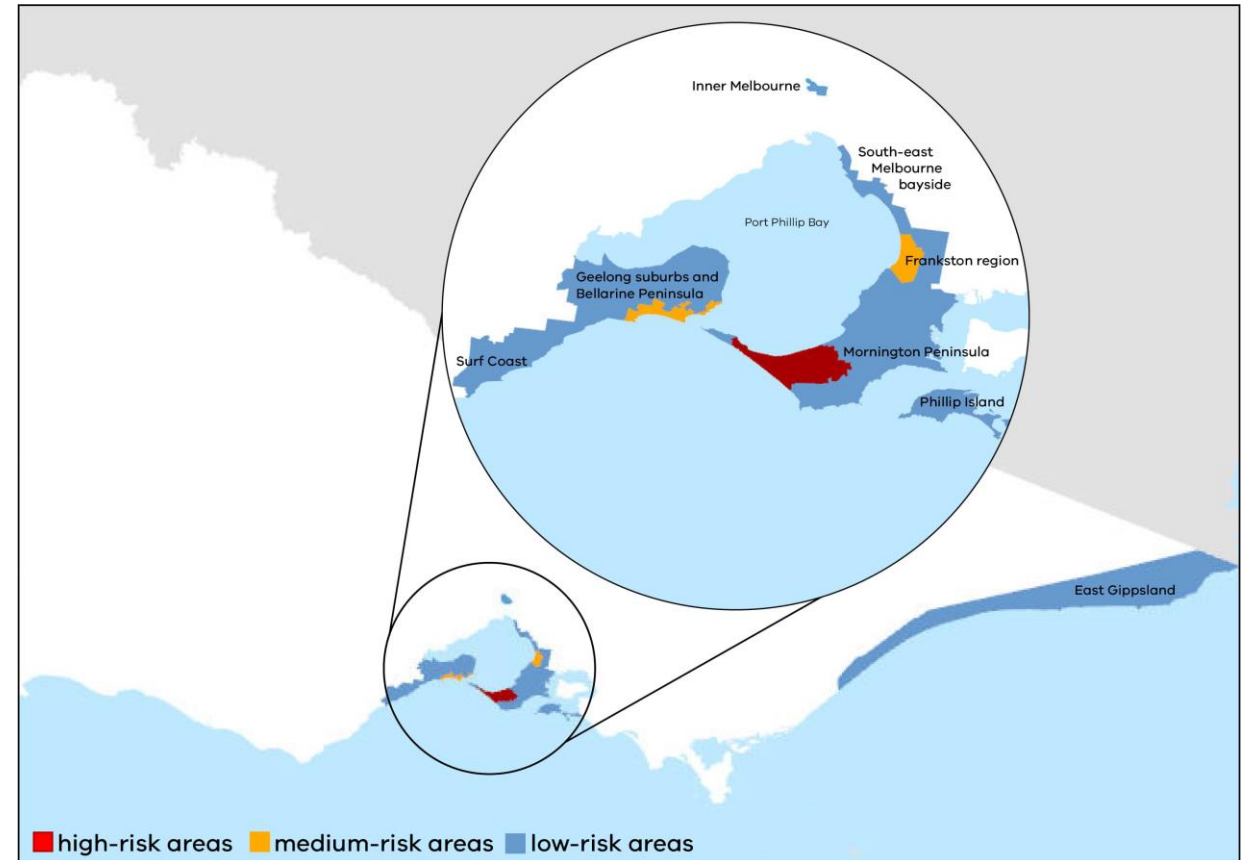 Inner Melbourne
South-east
Melbourne
bayside
Port Phillip Bay
Frankston region
Geelong suburbs and
Bellarine Peninsula
Mornington Peninsula
Surf Coast
Phillip Island
East Gippsland
high-risk areas medium-risk areas low-risk areas